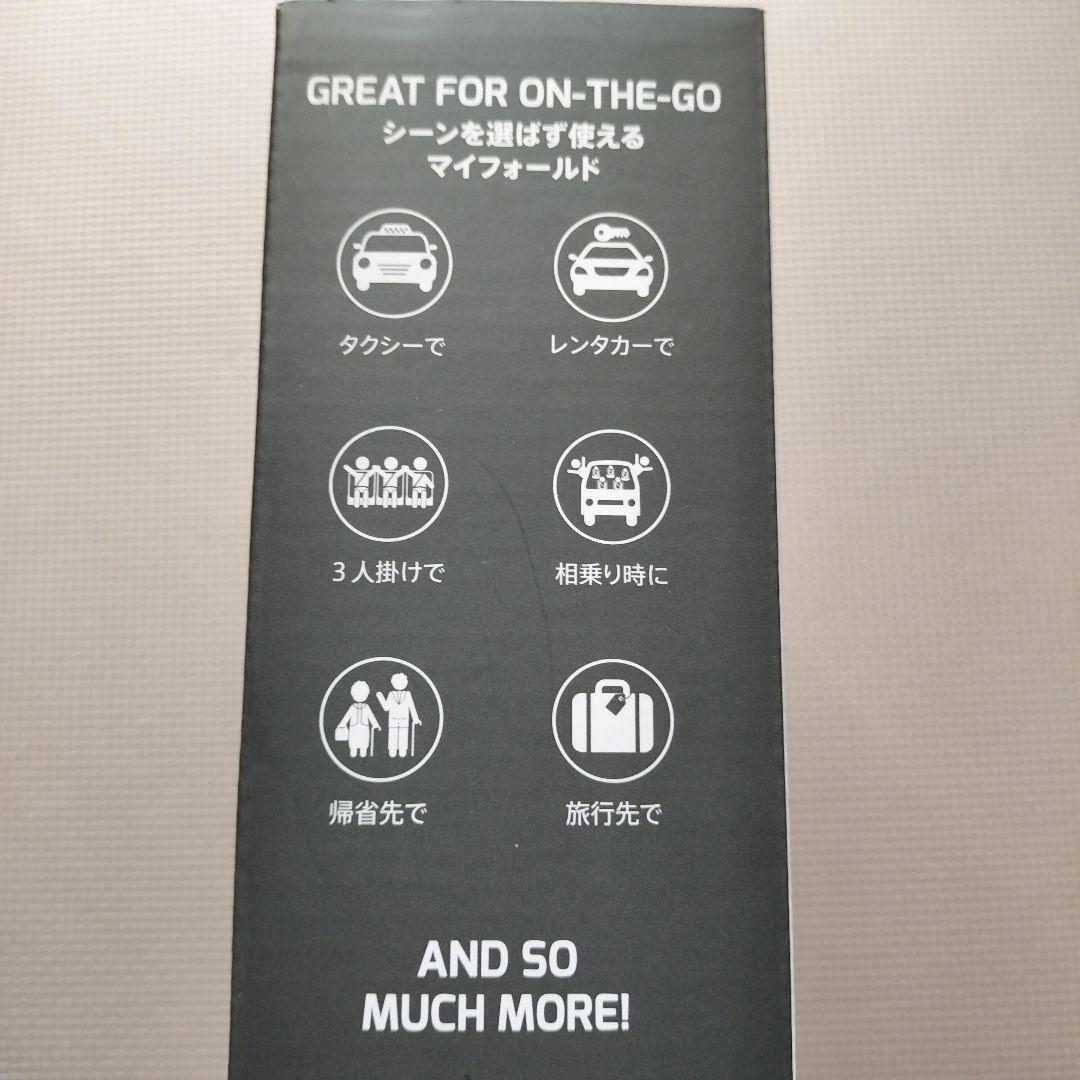 GREAT FOR ON-THE-GO
シーンを選ばず使える
マイフォールド
タクシーで
レンタカーで
3人掛けで
相乗り時に
帰省先で
旅行先で
AND SO
MUCH MORE!